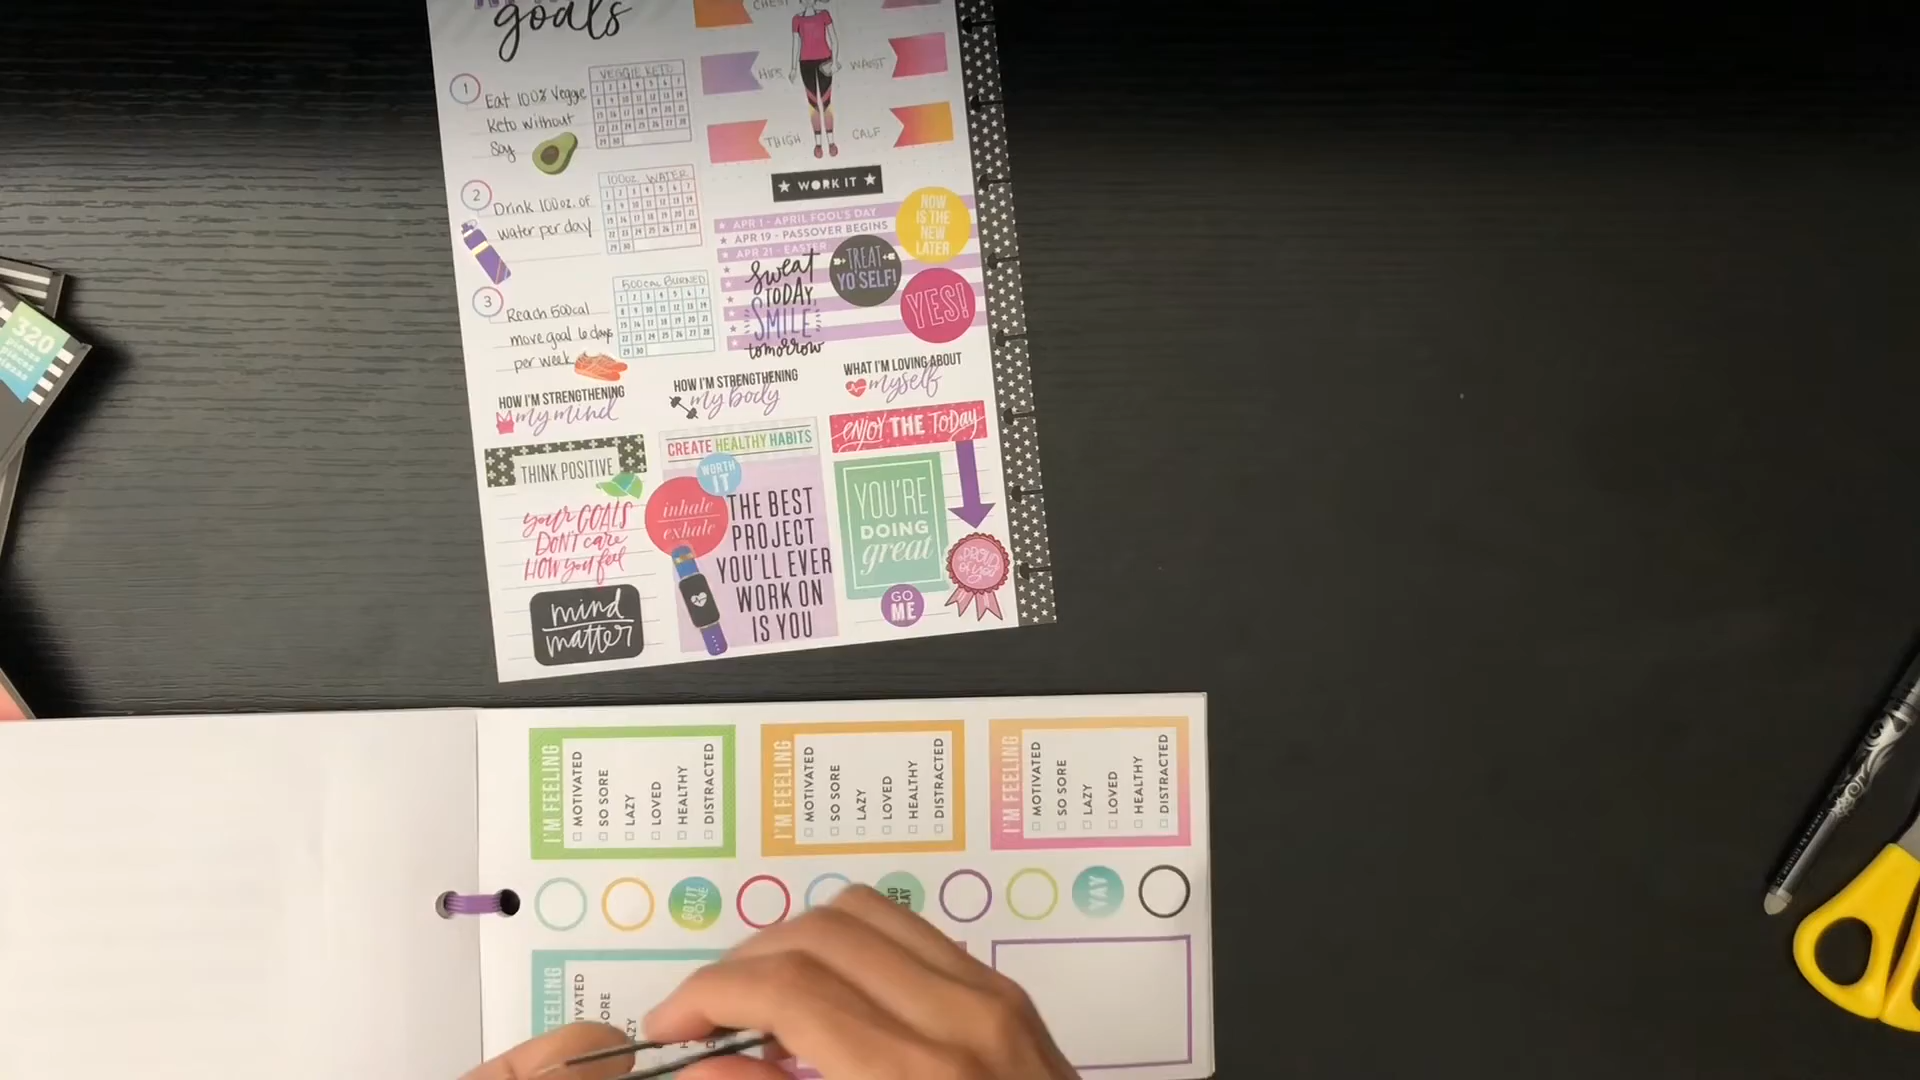 goals
CHEST
HIPS
WAIST
THIGH
CALF
1
Eat 100% Veggie
Keto without
Soy
VEGGIE KETO
2
Drink 100oz. of
water per day
100oz. WATER
3
Reach 500cal
move goal 6 days
per week
500cal BURNED
WORK IT
APR 1 - APRIL FOOL'S DAY
APR 19 - PASSOVER BEGINS
APR 21 - EASTER
NOW
IS THE
NEW
LATER
TREAT
YO'SELF!
YES!
Sweat
TODAY,
SMILE
tomorrow
HOW I'M STRENGTHENING
my mind
HOW I'M STRENGTHENING
my body
WHAT I'M LOVING ABOUT
myself
THINK POSITIVE
CREATE HEALTHY HABITS
ENJOY THE TODAY
WORTH
IT
your GOALS
DON'T care
HOW you feel
inhale
exhale
THE BEST
PROJECT
YOU'LL EVER
WORK ON
IS YOU
YOU'RE
DOING
great
PROUD
of you
GO
ME
mind
matter
320
pieces
I'M FEELING
MOTIVATED
SO SORE
LAZY
LOVED
HEALTHY
DISTRACTED
I'M FEELING
MOTIVATED
SO SORE
LAZY
LOVED
HEALTHY
DISTRACTED
I'M FEELING
MOTIVATED
SO SORE
LAZY
LOVED
HEALTHY
DISTRACTED
GOT IT
DONE
YAY